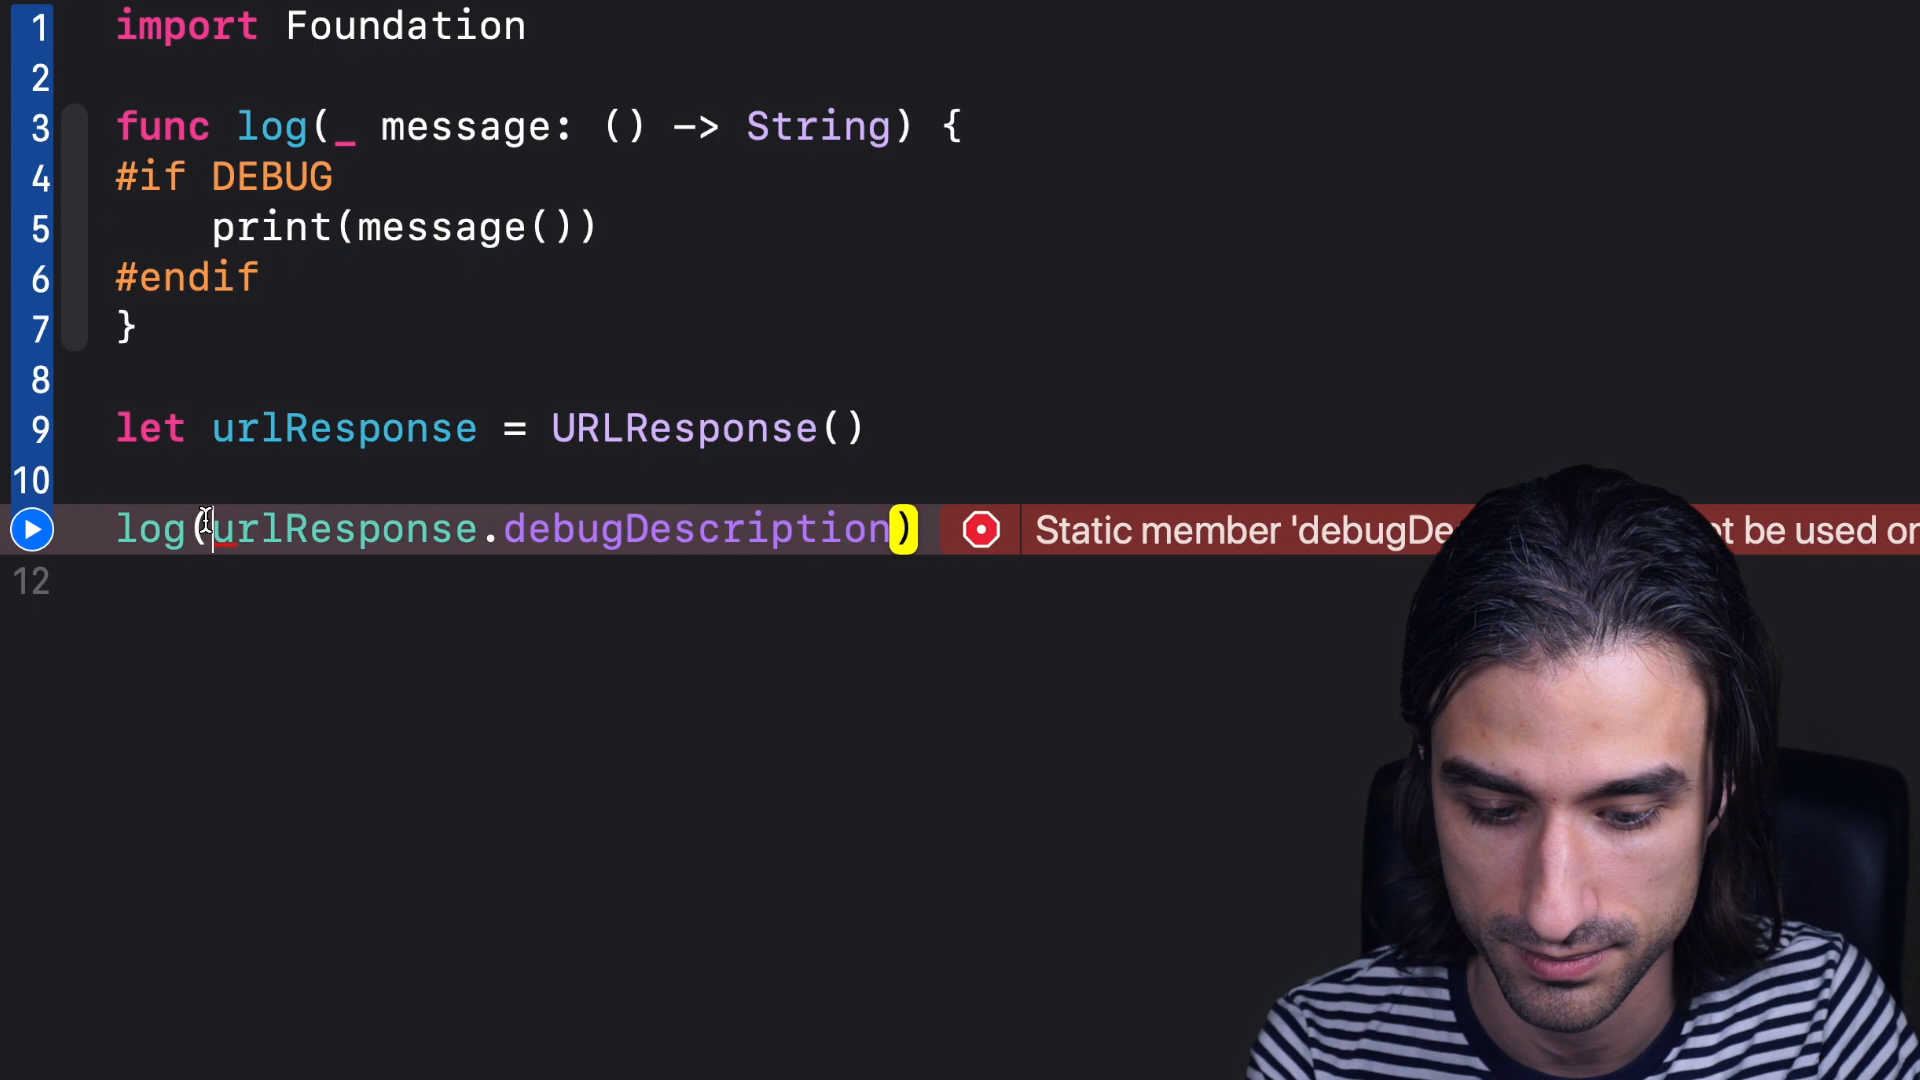 1 import Foundation
2
3 func log(_ message: () -> String) {
4 #if DEBUG
5 print(message())
6 #endif
7 }
8
9 let urlResponse = URLResponse()
10
log(urlResponse.debugDescription) Static member 'debugDe t be used or
12